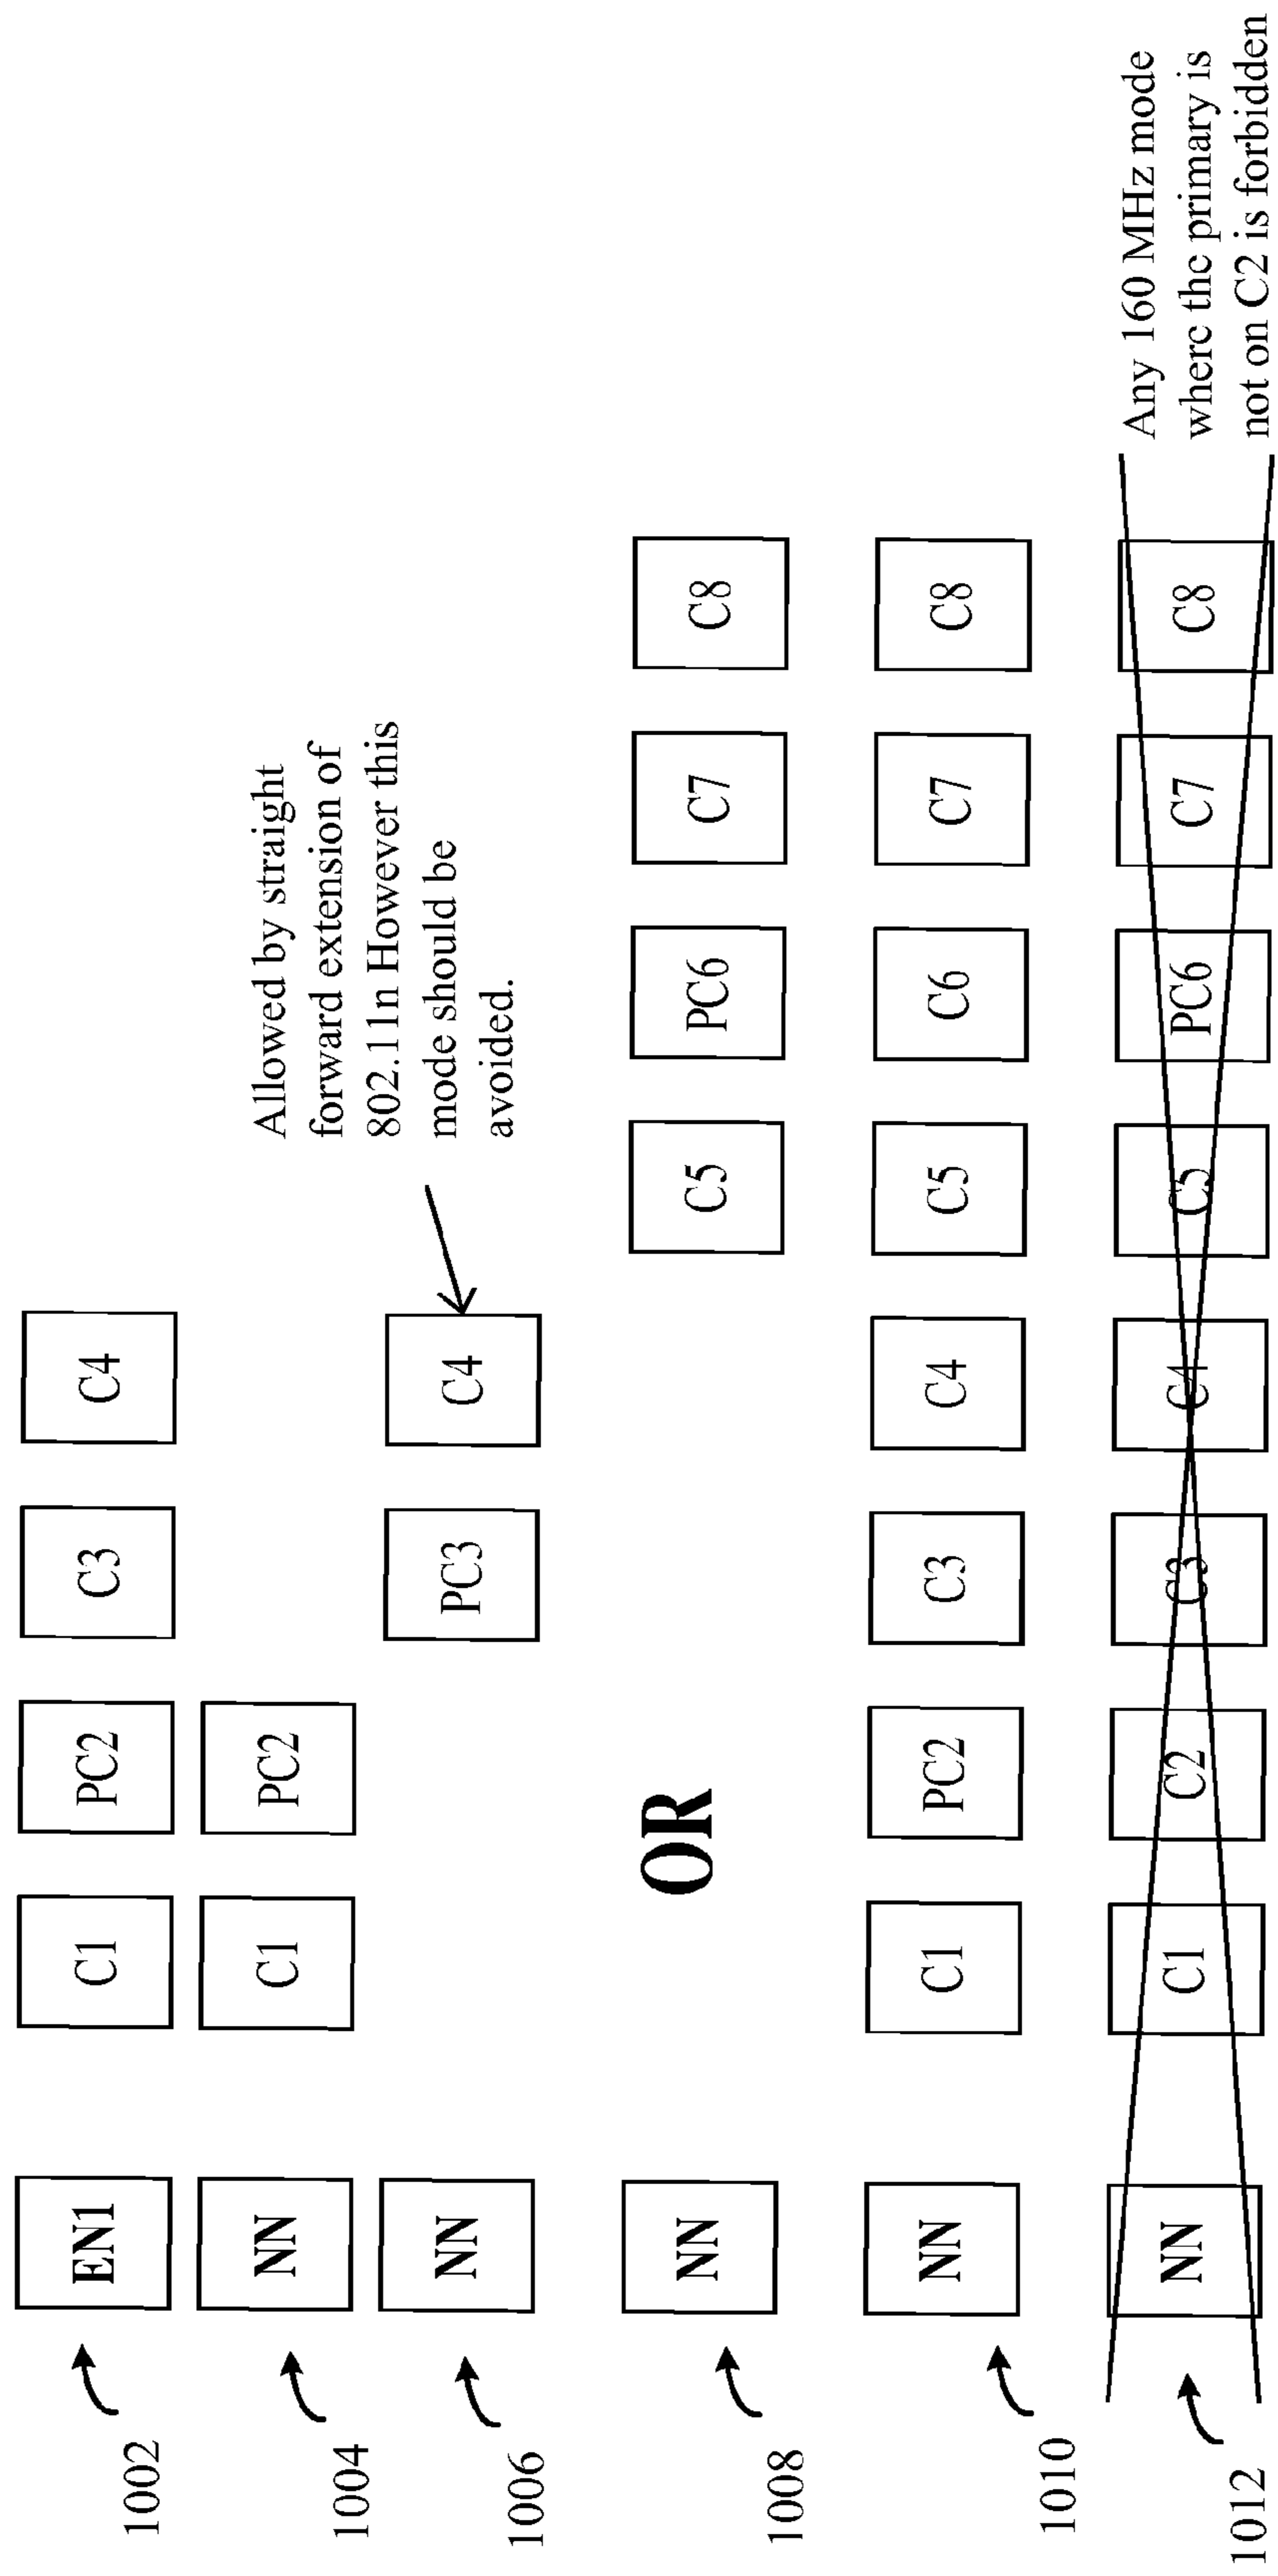 1002 EN1 C1 PC2 C3 C4
1004 NN C1 PC2
Allowed by straight
forward extension of
802.11n However this
mode should be
avoided.
1006 NN PC3 C4
OR
1008 NN C5 PC6 C7 C8
1010 NN C1 PC2 C3 C4 C5 C6 C7 C8
1012 NN C1 C2 C3 C4 C5 PC6 C7 C8
Any 160 MHz mode
where the primary is
not on C2 is forbidden